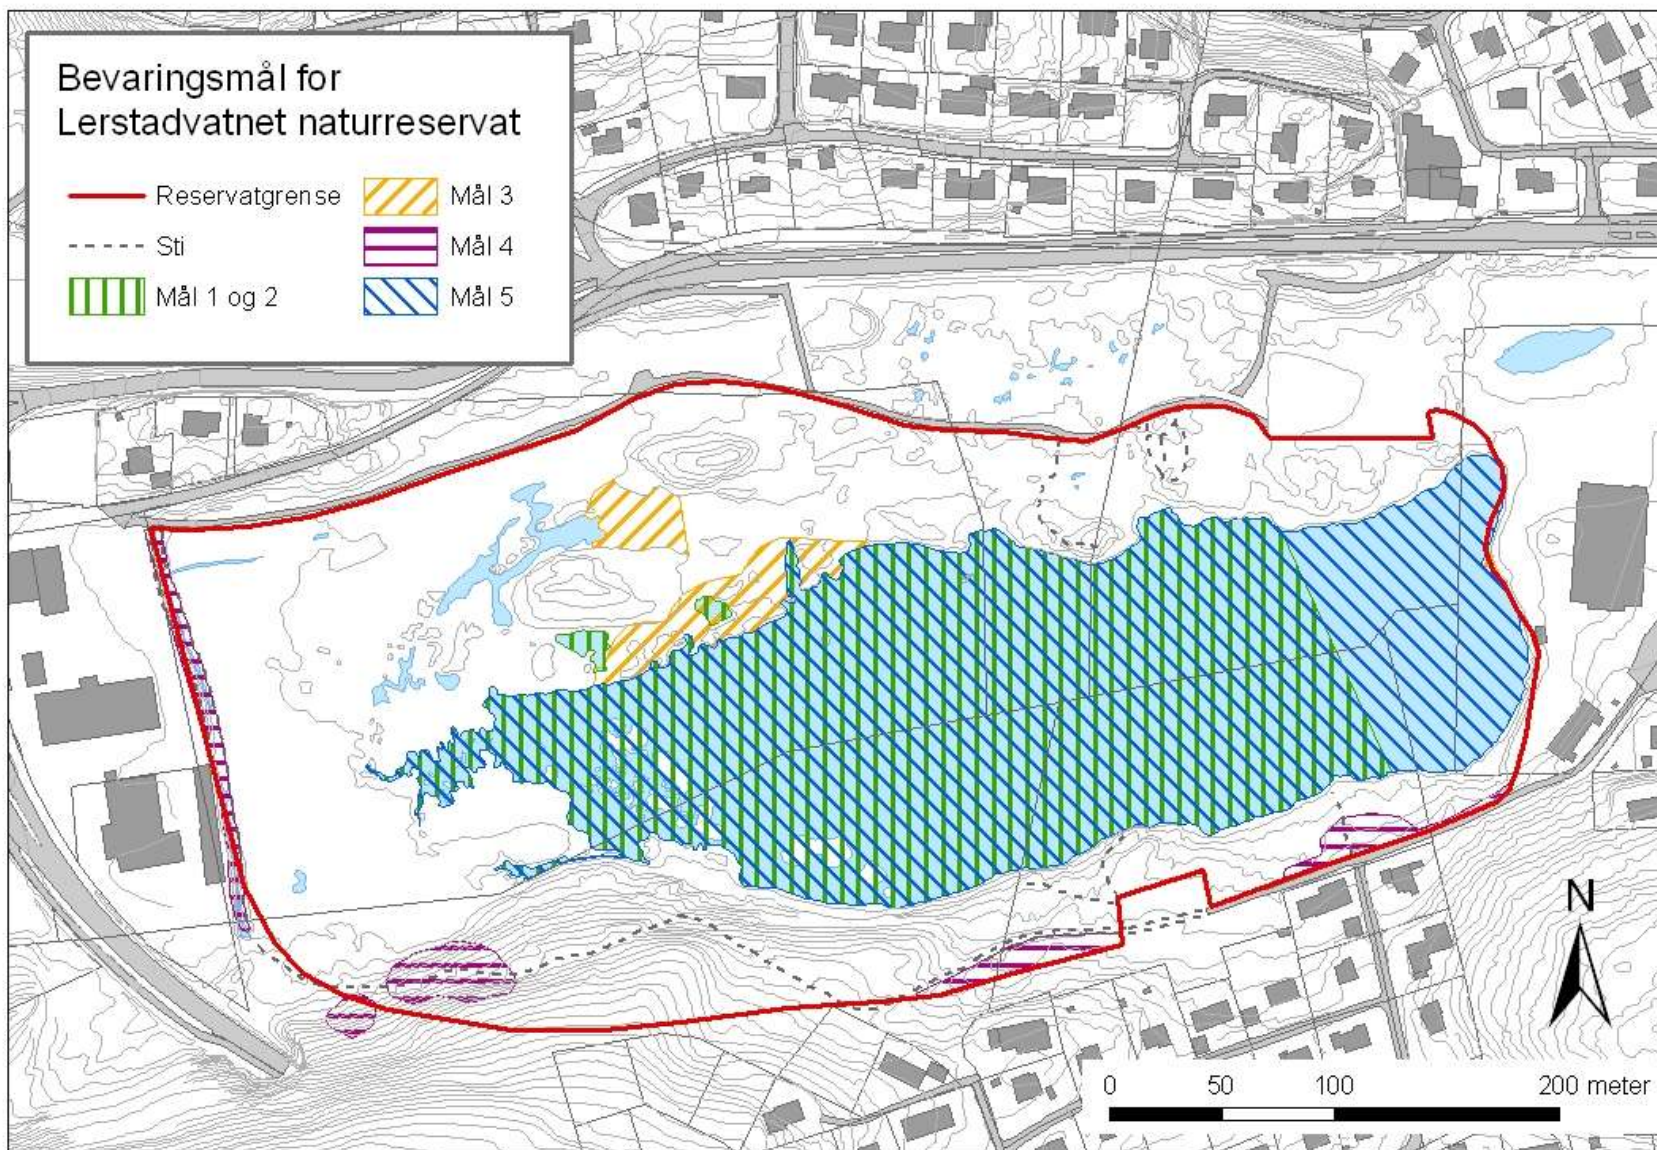 Bevaringsmål for
Lerstadvatnet naturreservat
Reservatgrense
Mål 3
Sti
Mål 4
Mål 1 og 2
Mål 5
N
0 50 100 200 meter